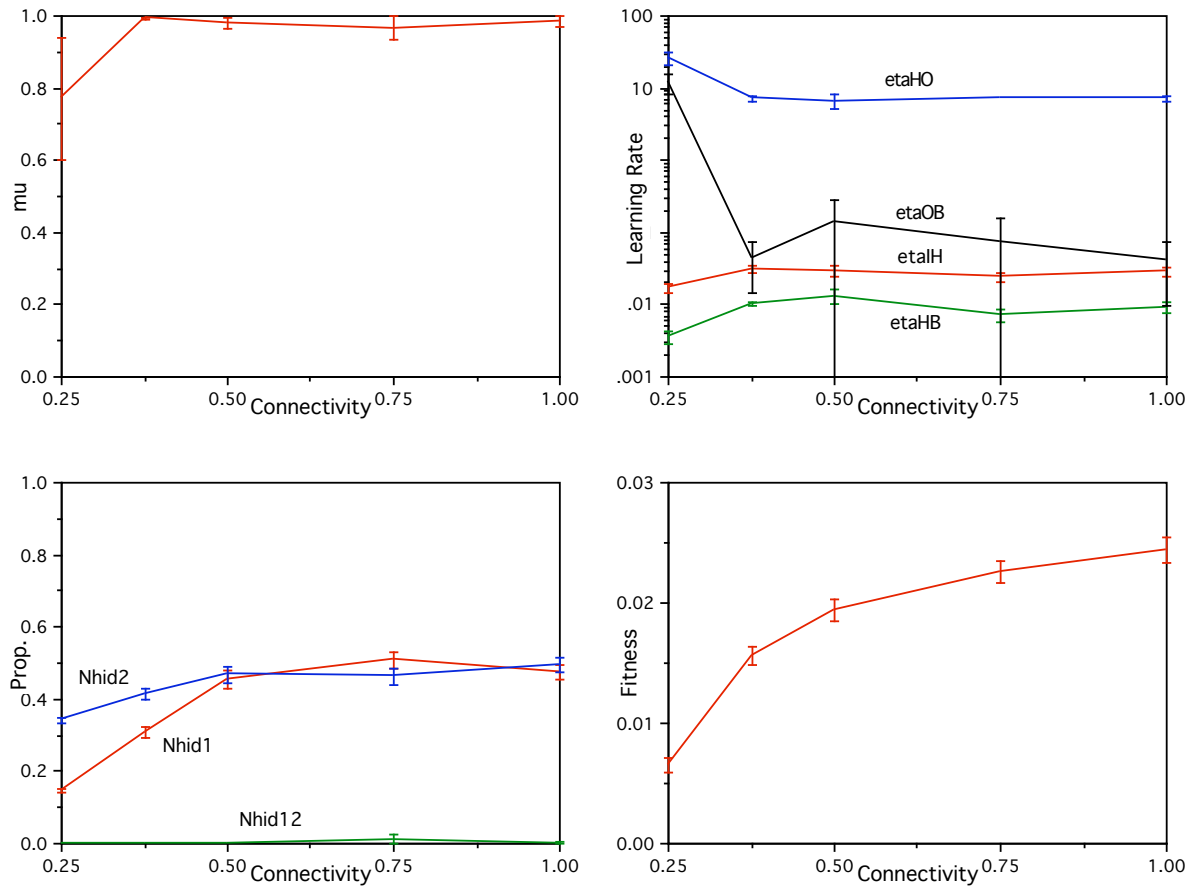 1.0
0.8
0.6
0.4
0.2
0.0
mu
0.25
0.50
0.75
1.00
Connectivity
100
10
.01
.001
Learning Rate
etaHO
etaOB
etaIH
etaHB
0.25
0.50
0.75
1.00
Connectivity
1.0
0.8
0.6
0.4
0.2
0.0
Prop.
Nhid2
Nhid1
Nhid12
0.25
0.50
0.75
1.00
Connectivity
0.03
0.02
0.01
0.00
Fitness
0.25
0.50
0.75
1.00
Connectivity